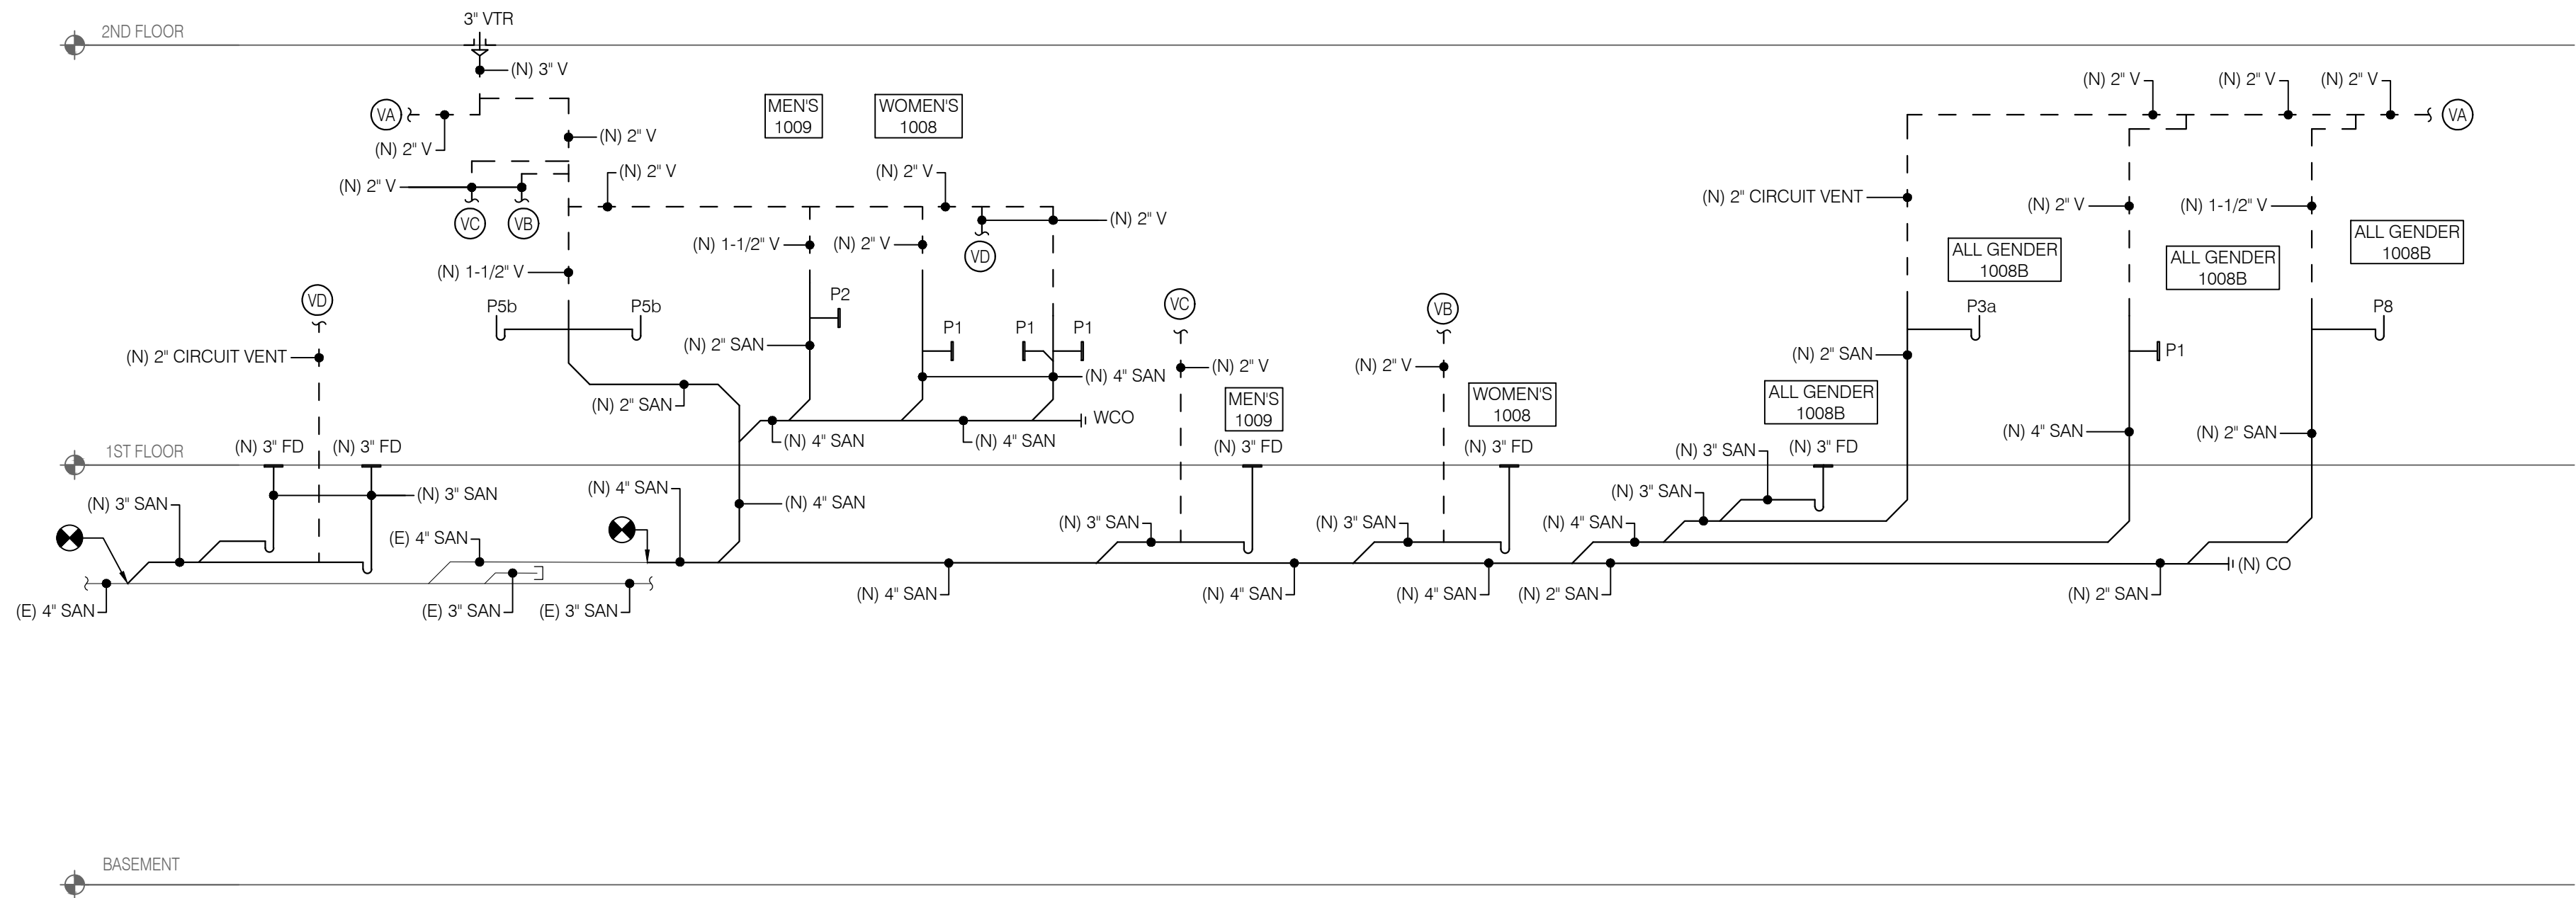 3" VTR
2ND FLOOR
(N) 3" V
(N) 2" V
(N) 2" V
(N) 2" V
MEN'S
1009
WOMEN'S
1008
VA
VA
(N) 2" V
(N) 2" V
(N) 2" V
(N) 2" V
(N) 2" V
VC
VB
(N) 2" CIRCUIT VENT
(N) 2" V
(N) 1-1/2" V
(N) 2" V
(N) 1-1/2" V
(N) 2" V
VD
ALL GENDER
1008B
ALL GENDER
1008B
ALL GENDER
1008B
(N) 1-1/2" V
VD
P5b
P5b
P2
VC
VB
P3a
P8
P1
P1
P1
(N) 2" SAN
P1
(N) 2" CIRCUIT VENT
(N) 2" SAN
(N) 2" V
(N) 2" V
(N) 4" SAN
(N) 2" SAN
MEN'S
1009
WOMEN'S
1008
ALL GENDER
1008B
WCO
(N) 4" SAN
(N) 4" SAN
(N) 4" SAN
(N) 2" SAN
1ST FLOOR
(N) 3" FD
(N) 3" FD
(N) 3" FD
(N) 3" FD
(N) 3" SAN
(N) 3" FD
(N) 3" SAN
(N) 3" SAN
(N) 4" SAN
(N) 4" SAN
(N) 3" SAN
(N) 3" SAN
(N) 3" SAN
(N) 4" SAN
(E) 4" SAN
(N) CO
(N) 4" SAN
(N) 4" SAN
(N) 4" SAN
(N) 2" SAN
(N) 2" SAN
(E) 4" SAN
(E) 3" SAN
(E) 3" SAN
BASEMENT